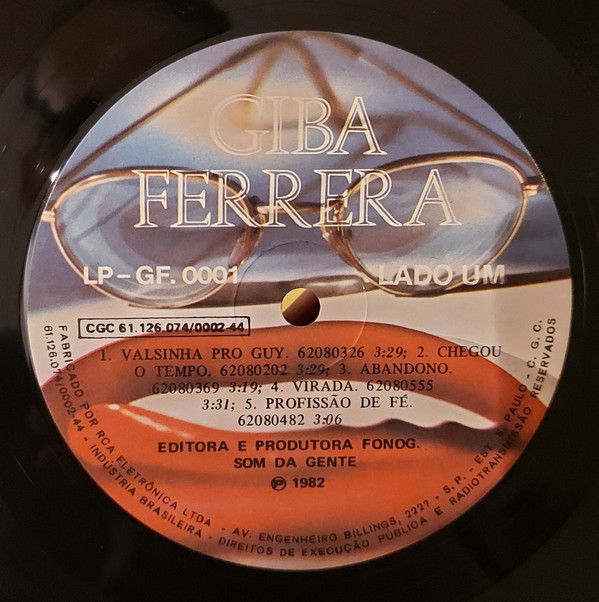 GIBA
FERRERA
LP-GF. 0001
LADO UM
CGC 61.126.074/0002-44
1. VALSINHA PRO GUY. 62080326 3:29; 2. CHEGOU
O TEMPO. 62080202 3:29; 3. ABANDONO.
62080369 3:19; 4. VIRADA. 62080555
3:31; 5. PROFISSÃO DE FÉ.
62080482 3:06
EDITORA E PRODUTORA FONOG.
SOM DA GENTE
Ⓟ 1982
FABRICADO POR RCA ELETRÔNICA LTDA - AV. ENGENHEIRO BILLINGS, 2227 - S. P. - EST. S. PAULO - C. G. C.
61.126.074/0002-44 - INDÚSTRIA BRASILEIRA - DIREITOS DE EXECUÇÃO PÚBLICA E RADIOTRANSMISSÃO RESERVADOS